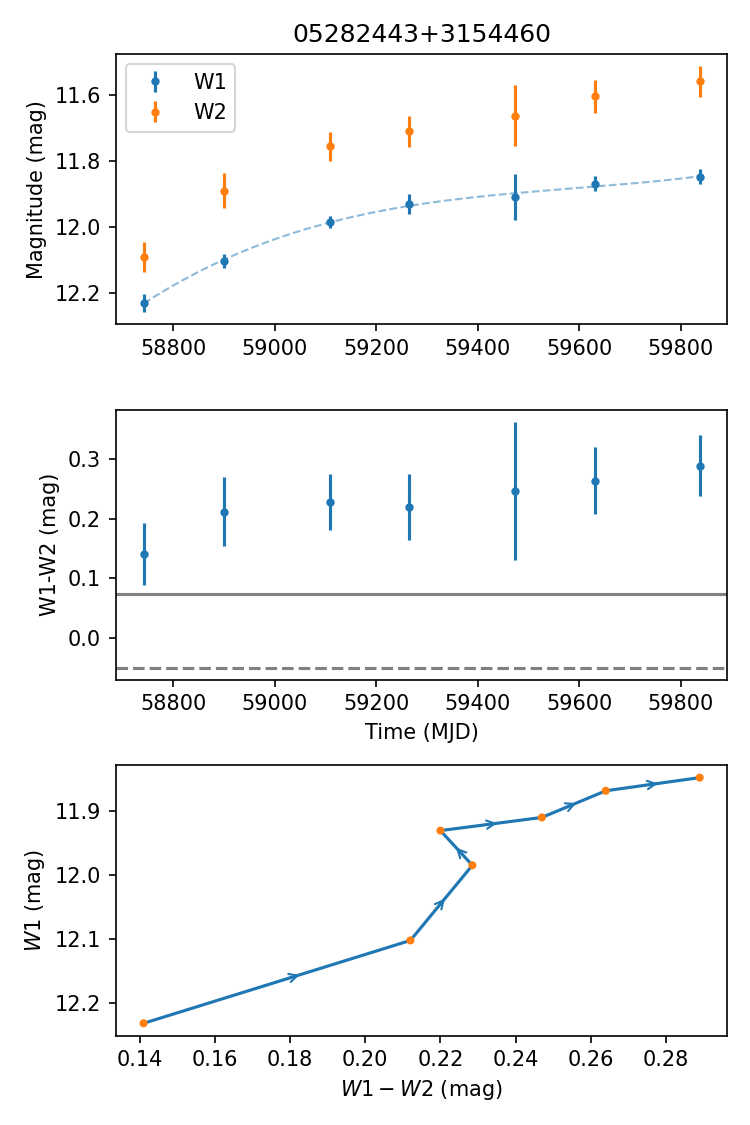 05282443+3154460
W1
W2
Magnitude (mag)
11.6
11.8
12.0
12.2
58800 59000 59200 59400 59600 59800
W1-W2 (mag)
0.3
0.2
0.1
0.0
58800 59000 59200 59400 59600 59800
Time (MJD)
W1 (mag)
11.9
12.0
12.1
12.2
0.14 0.16 0.18 0.20 0.22 0.24 0.26 0.28
W1 − W2 (mag)